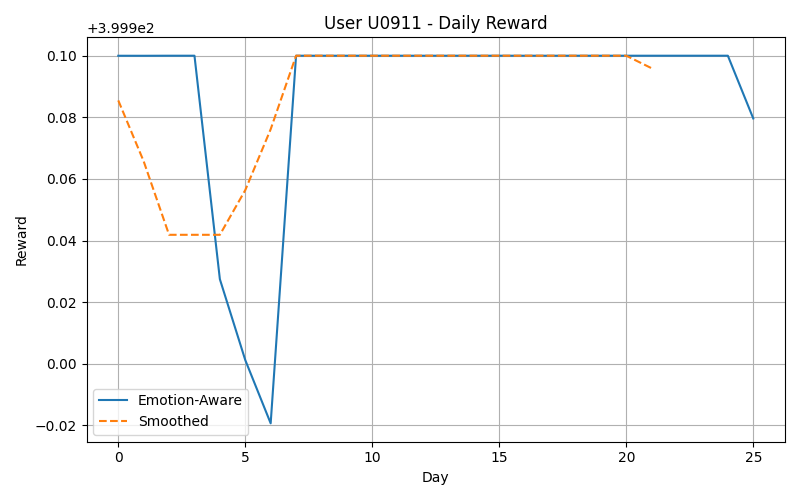 User U0911 - Daily Reward
+3.999e2
0.10
0.08
0.06
0.04
0.02
0.00
−0.02
Reward
Emotion-Aware
Smoothed
0 5 10 15 20 25
Day